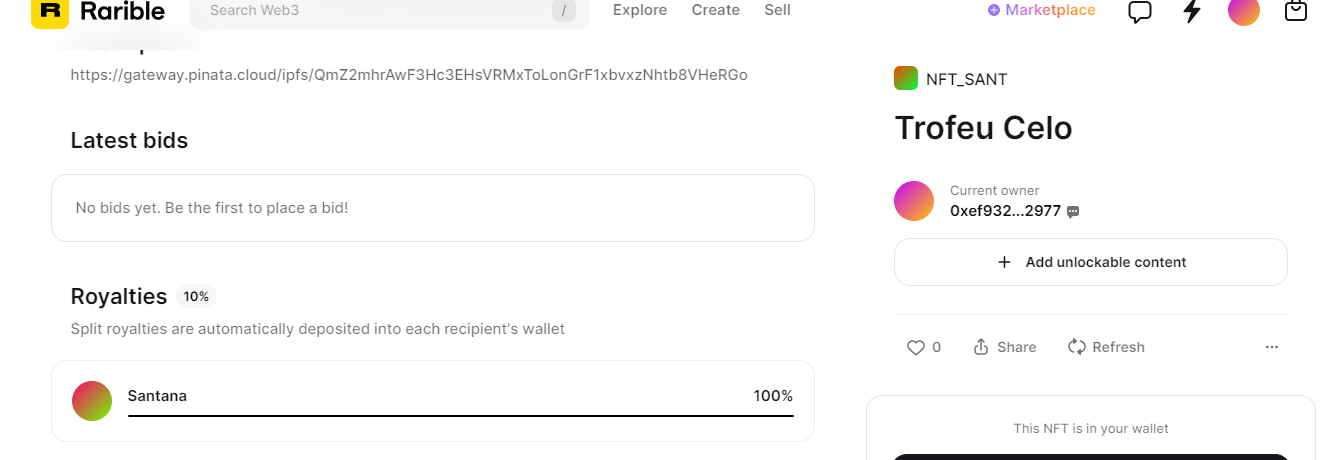 Rarible
Search Web3
/
Explore
Create
Sell
Marketplace
https://gateway.pinata.cloud/ipfs/QmZ2mhrAwF3Hc3EHsVRMxToLonGrF1xbvxzNhtb8VHeRGo
Latest bids
No bids yet. Be the first to place a bid!
Royalties 10%
Split royalties are automatically deposited into each recipient's wallet
Santana 100%
NFT_SANT
Trofeu Celo
Current owner
0xef932...2977
Add unlockable content
0 Share Refresh
This NFT is in your wallet